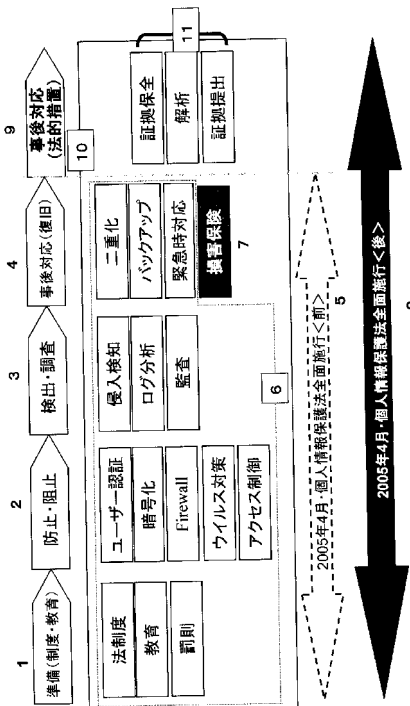 1
2
3
4
9
準備(制度・教育)
防止・阻止
検出・調査
事後対応(復旧)
事後対応
(法的措置)
10
法制度
教育
罰則
ユーザー認証
暗号化
Firewall
ウイルス対策
アクセス制御
侵入検知
ログ分析
監査
二重化
バックアップ
緊急時対応
損害保険
7
証拠保全
解析
証拠提出
11
6
2005年4月・個人情報保護法全面施行<前>
5
2005年4月・個人情報保護法全面施行<後>